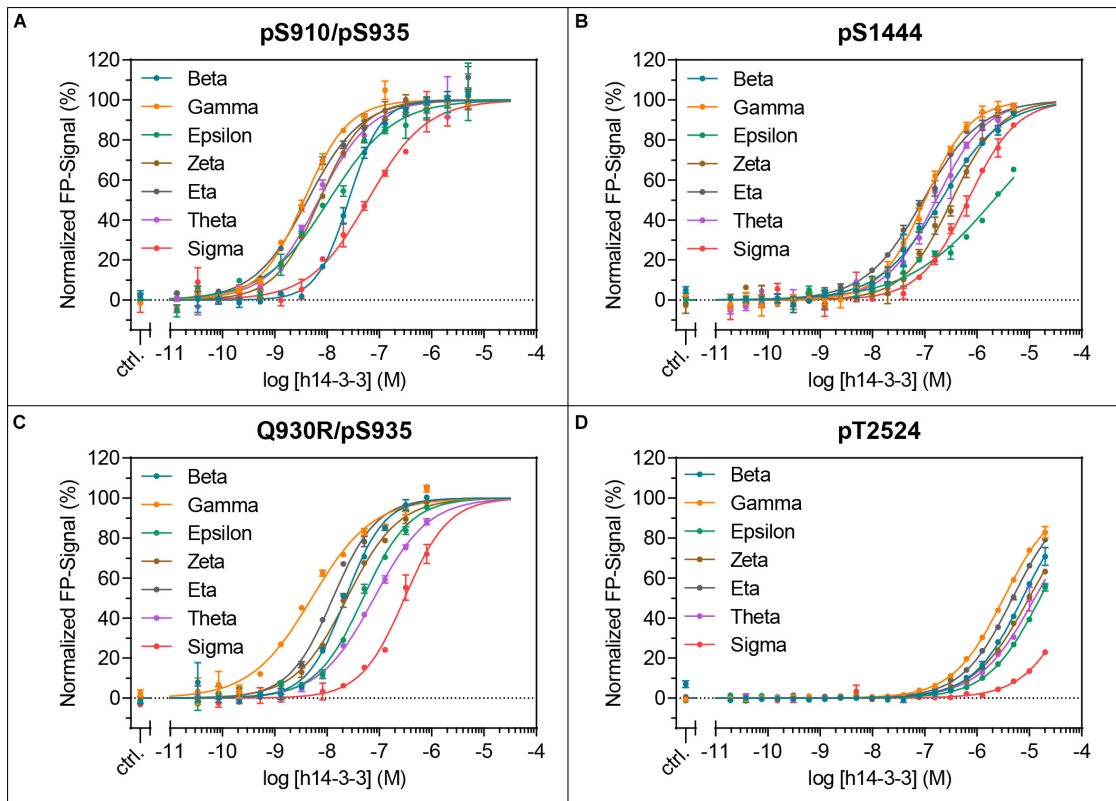 A
pS910/pS935
Normalized FP-Signal (%)
120
100
80
60
40
20
0
Beta
Gamma
Epsilon
Zeta
Eta
Theta
Sigma
ctrl.
-11 -10 -9 -8 -7 -6 -5 -4
log [h14-3-3] (M)
B
pS1444
Normalized FP-Signal (%)
120
100
80
60
40
20
0
Beta
Gamma
Epsilon
Zeta
Eta
Theta
Sigma
ctrl.
-11 -10 -9 -8 -7 -6 -5 -4
log [h14-3-3] (M)
C
Q930R/pS935
Normalized FP-Signal (%)
120
100
80
60
40
20
0
Beta
Gamma
Epsilon
Zeta
Eta
Theta
Sigma
ctrl.
-11 -10 -9 -8 -7 -6 -5 -4
log [h14-3-3] (M)
D
pT2524
Normalized FP-Signal (%)
120
100
80
60
40
20
0
Beta
Gamma
Epsilon
Zeta
Eta
Theta
Sigma
ctrl.
-11 -10 -9 -8 -7 -6 -5 -4
log [h14-3-3] (M)